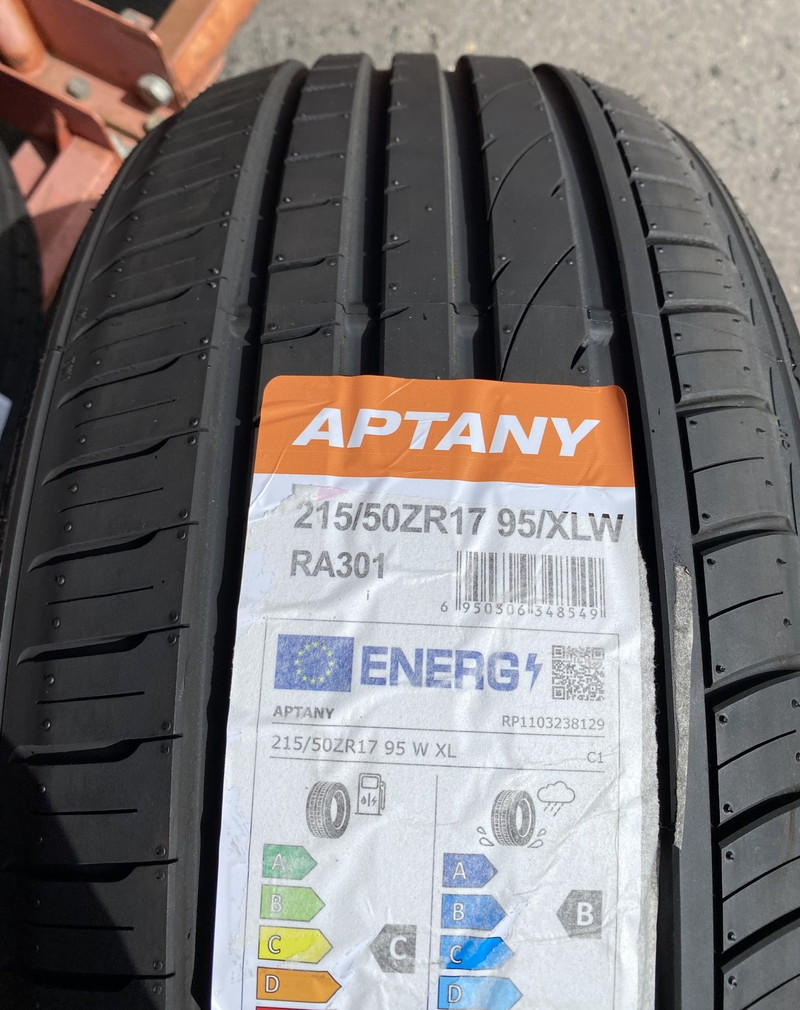 APTANY
215/50ZR17 95/XLW
RA301
6 950306 348549
ENERG
APTANY
RP1103238129
215/50ZR17 95 W XL
C1
A
B
C
D
C
A
B
C
D
B